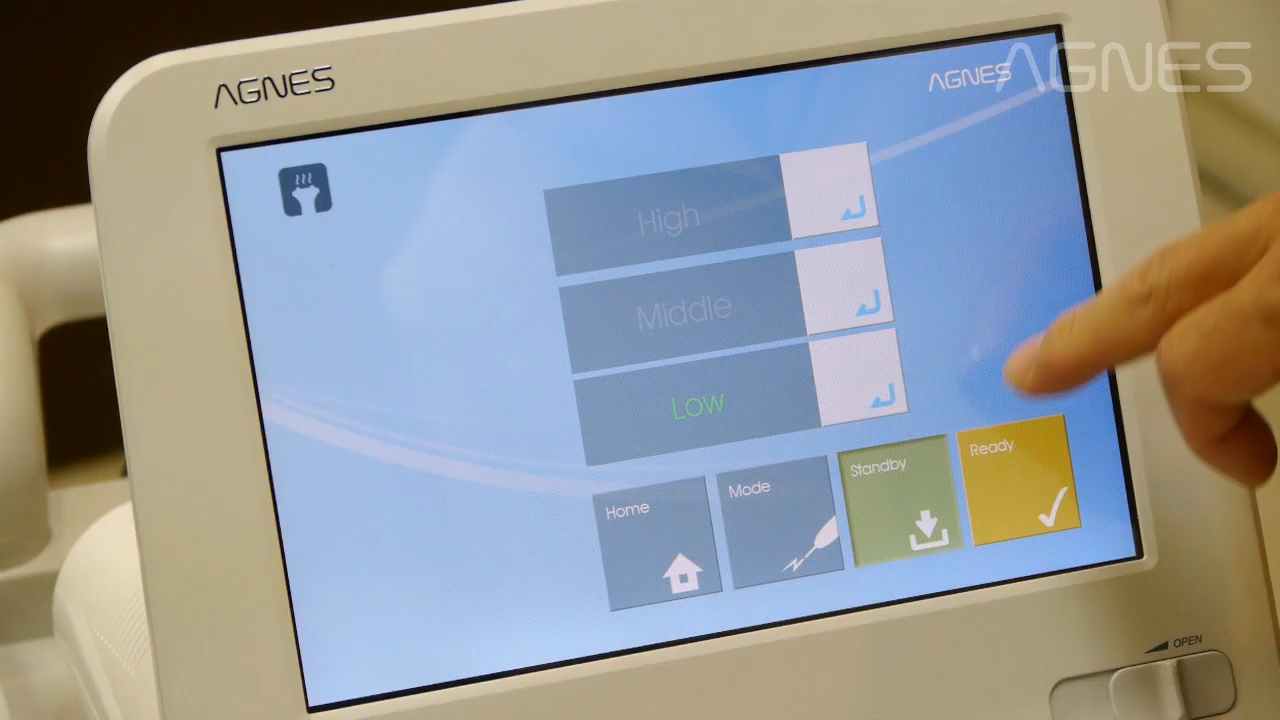 AGNES
AGNES
AGNES
High
Middle
Low
Home
Mode
Standby
Ready
OPEN